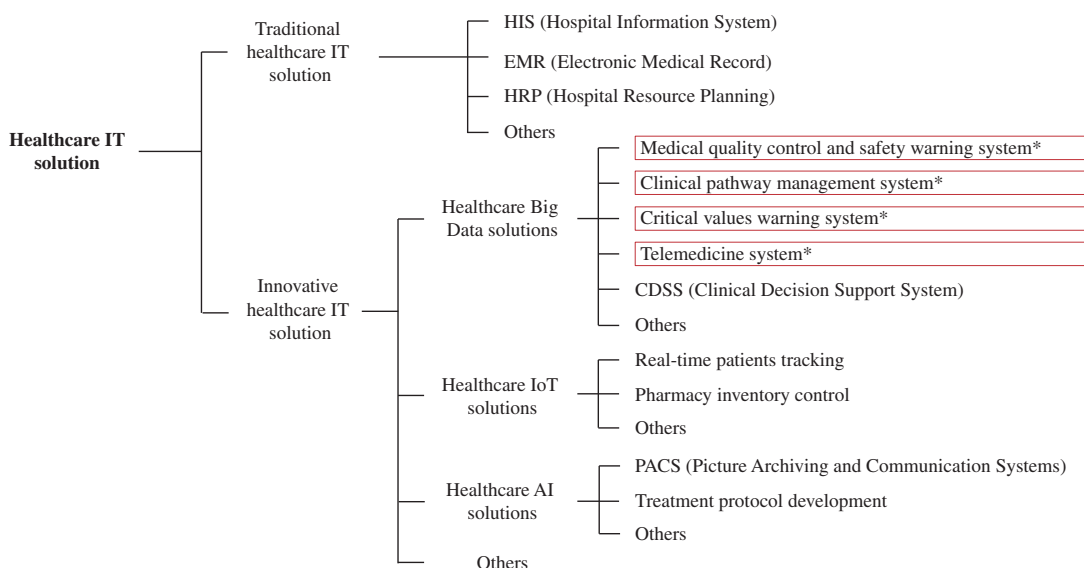 Healthcare IT
solution
Traditional
healthcare IT
solution
HIS (Hospital Information System)
EMR (Electronic Medical Record)
HRP (Hospital Resource Planning)
Others
Innovative
healthcare IT
solution
Healthcare Big
Data solutions
Medical quality control and safety warning system*
Clinical pathway management system*
Critical values warning system*
Telemedicine system*
CDSS (Clinical Decision Support System)
Others
Healthcare IoT
solutions
Real-time patients tracking
Pharmacy inventory control
Others
Healthcare AI
solutions
PACS (Picture Archiving and Communication Systems)
Treatment protocol development
Others
Others